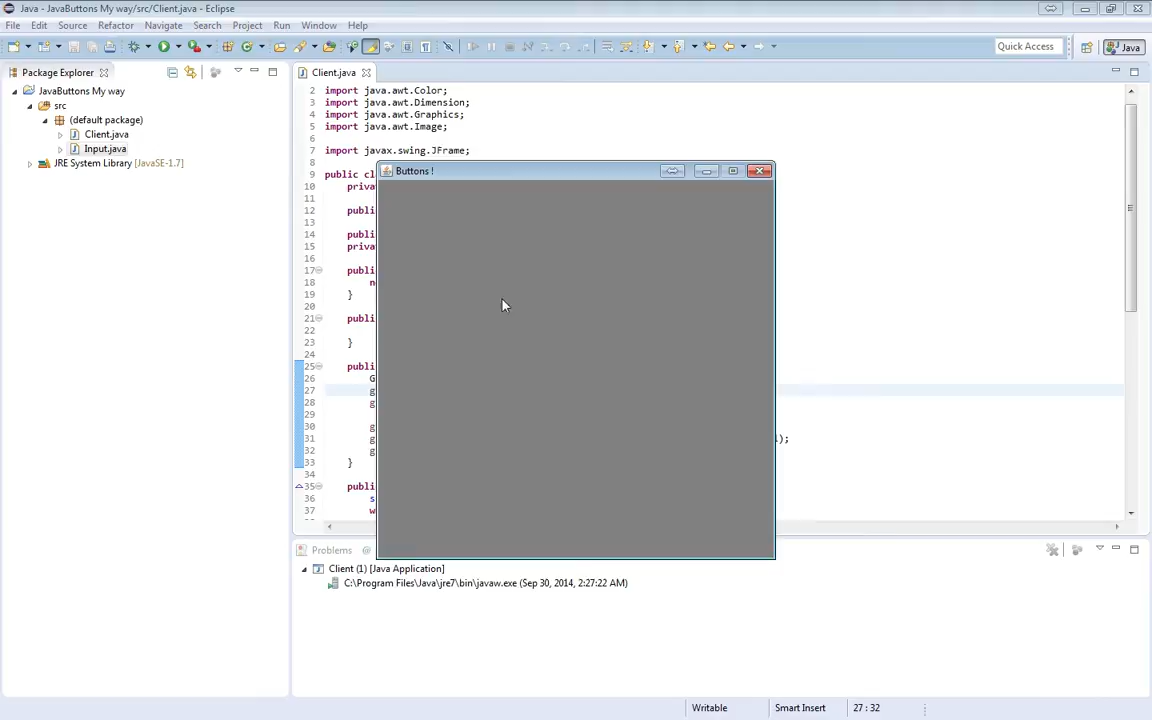 Java - JavaButtons My way/src/Client.java - Eclipse
File Edit Source Refactor Navigate Search Project Run Window Help
Quick Access Java
Package Explorer
JavaButtons My way
src
(default package)
Client.java
Input.java
JRE System Library [JavaSE-1.7]
Client.java
2 import java.awt.Color;
3 import java.awt.Dimension;
4 import java.awt.Graphics;
5 import java.awt.Image;
6
7 import javax.swing.JFrame;
8
9 public cl
10 priva
11
12 publi
13
14 publi
15 priva
16
17 publi
18 n
19 }
20
21 publi
22
23 }
24
25 publi
26 G
27 g
28 g
29
30 g
31 g );
32 g
33 }
34
35 publi
36 s
37 w
Buttons !
Problems @
Client (1) [Java Application]
C:\Program Files\Java\jre7\bin\javaw.exe (Sep 30, 2014, 2:27:22 AM)
Writable Smart Insert 27 : 32